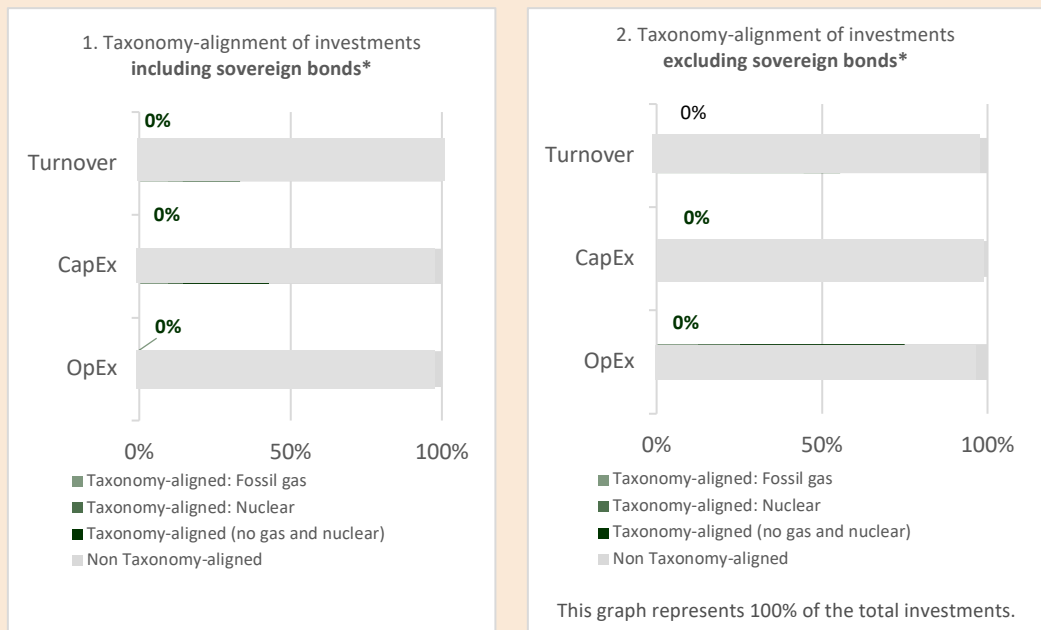 1. Taxonomy-alignment of investments
including sovereign bonds*
0%
Turnover
0%
CapEx
0%
OpEx
0%
50%
100%
Taxonomy-aligned: Fossil gas
Taxonomy-aligned: Nuclear
Taxonomy-aligned (no gas and nuclear)
Non Taxonomy-aligned
2. Taxonomy-alignment of investments
excluding sovereign bonds*
0%
Turnover
0%
CapEx
0%
OpEx
0%
50%
100%
Taxonomy-aligned: Fossil gas
Taxonomy-aligned: Nuclear
Taxonomy-aligned (no gas and nuclear)
Non Taxonomy-aligned
This graph represents 100% of the total investments.